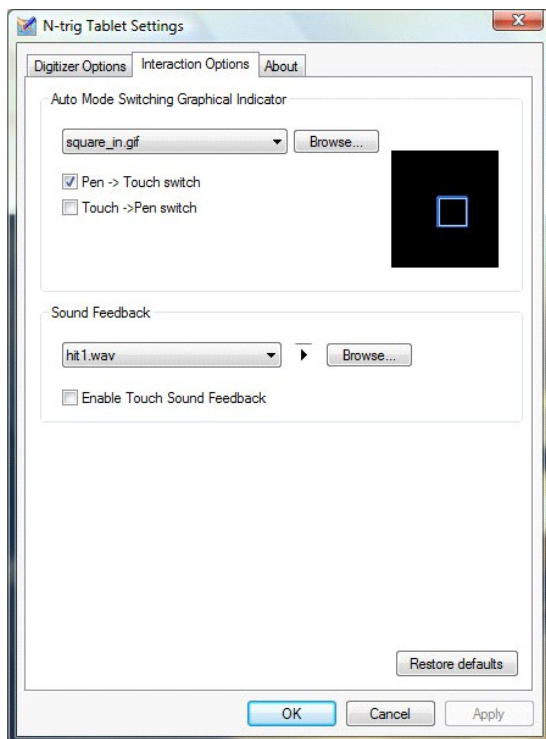 N-trig Tablet Settings
Digitizer Options Interaction Options About
Auto Mode Switching Graphical Indicator
square_in.gif Browse...
Pen -> Touch switch
Touch ->Pen switch
Sound Feedback
hit1.wav Browse...
Enable Touch Sound Feedback
Restore defaults
OK Cancel Apply